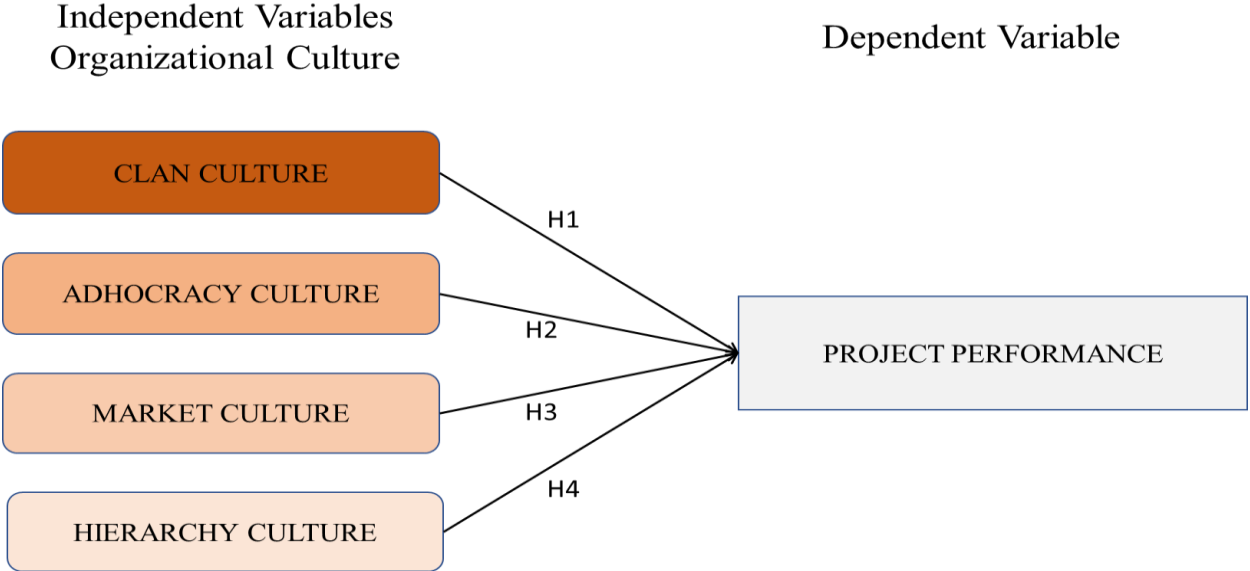 Independent Variables
Organizational Culture
Dependent Variable
CLAN CULTURE
H1
ADHOCRACY CULTURE
H2
PROJECT PERFORMANCE
MARKET CULTURE
H3
H4
HIERARCHY CULTURE